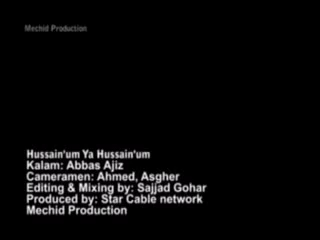 Mechid Production
Hussain'um Ya Hussain'um
Kalam: Abbas Ajiz
Cameramen: Ahmed, Asgher
Editing & Mixing by: Sajjad Gohar
Produced by: Star Cable network
Mechid Production